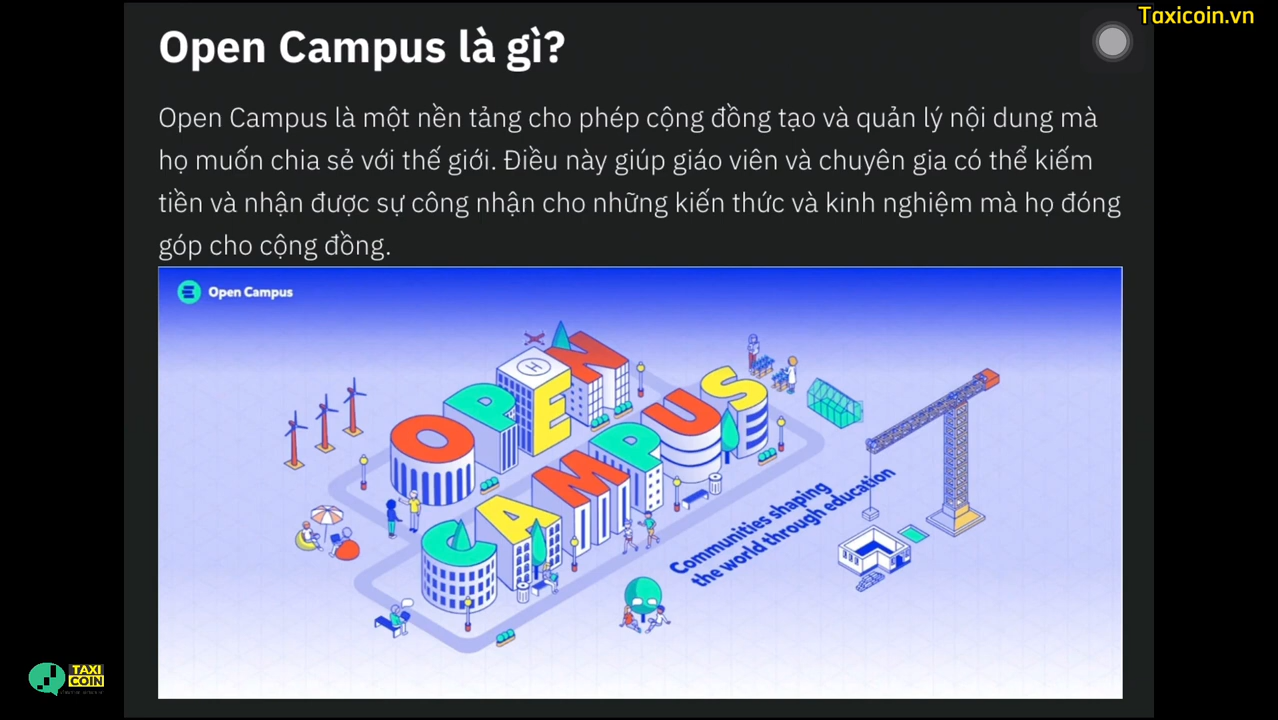 Taxicoin.vn
Open Campus là gì?
Open Campus là một nền tảng cho phép cộng đồng tạo và quản lý nội dung mà
họ muốn chia sẻ với thế giới. Điều này giúp giáo viên và chuyên gia có thể kiếm
tiền và nhận được sự công nhận cho những kiến thức và kinh nghiệm mà họ đóng
góp cho cộng đồng.
Open Campus
H
OPEN
CAMPUS
Communities shaping
the world through education
TAXI
COIN